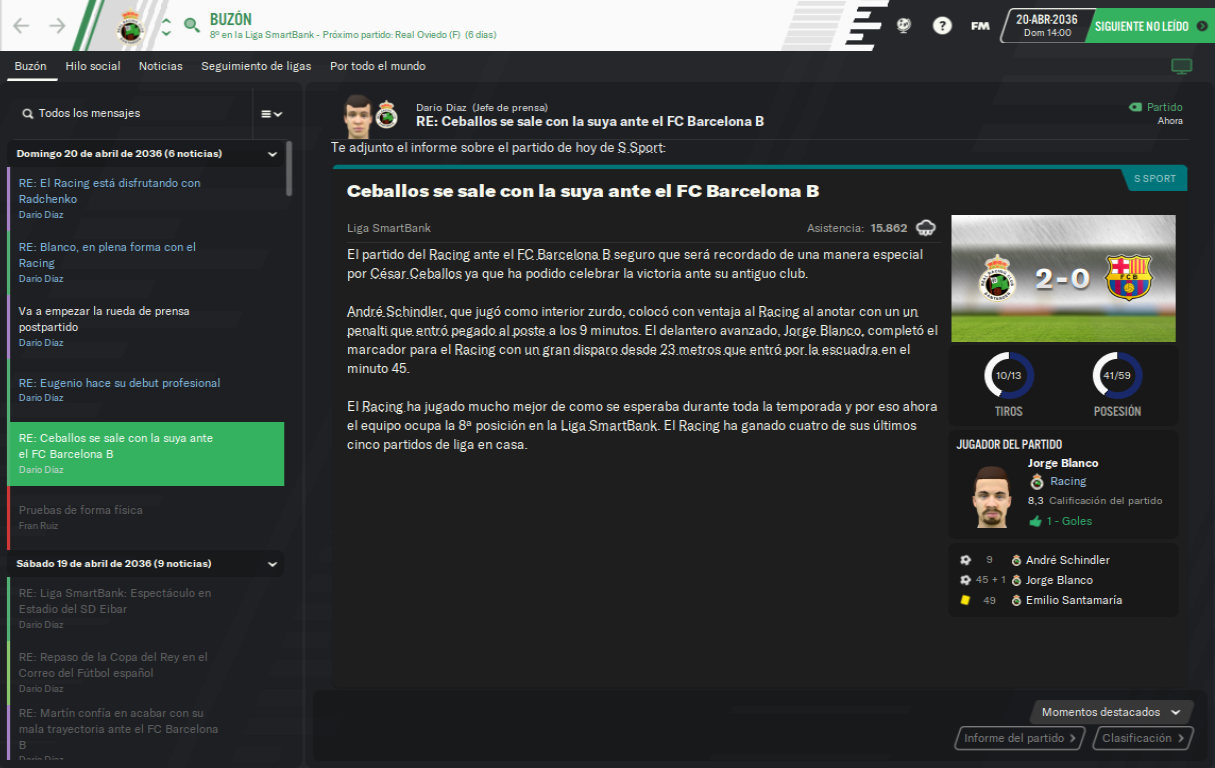 BUZÓN
8º en la Liga SmartBank - Próximo partido: Real Oviedo (F) (6 días)
FM
20-ABR-2036
Dom 14:00
SIGUIENTE NO LEÍDO
Buzón Hilo social Noticias Seguimiento de ligas Por todo el mundo
Todos los mensajes
Domingo 20 de abril de 2036 (6 noticias)
RE: El Racing está disfrutando con
Radchenko
Darío Díaz
RE: Blanco, en plena forma con el
Racing
Darío Díaz
Va a empezar la rueda de prensa
postpartido
Darío Díaz
RE: Eugenio hace su debut profesional
Darío Díaz
RE: Ceballos se sale con la suya ante
el FC Barcelona B
Darío Díaz
Pruebas de forma física
Fran Ruiz
Sábado 19 de abril de 2036 (9 noticias)
RE: Liga SmartBank: Espectáculo en
Estadio del SD Eibar
Darío Díaz
RE: Repaso de la Copa del Rey en el
Correo del Fútbol español
Darío Díaz
RE: Martín confía en acabar con su
mala trayectoria ante el FC Barcelona
B
Darío Díaz
Darío Díaz (Jefe de prensa)
RE: Ceballos se sale con la suya ante el FC Barcelona B
Partido
Ahora
Te adjunto el informe sobre el partido de hoy de S.Sport:
S SPORT
Ceballos se sale con la suya ante el FC Barcelona B
Liga SmartBank
Asistencia: 15.862
El partido del Racing ante el FC Barcelona B seguro que será recordado de una manera especial
por César Ceballos ya que ha podido celebrar la victoria ante su antiguo club.
André Schindler, que jugó como interior zurdo, colocó con ventaja al Racing al anotar con un un
penalti que entró pegado al poste a los 9 minutos. El delantero avanzado, Jorge Blanco, completó el
marcador para el Racing con un gran disparo desde 23 metros que entró por la escuadra en el
minuto 45.
El Racing ha jugado mucho mejor de como se esperaba durante toda la temporada y por eso ahora
el equipo ocupa la 8ª posición en la Liga SmartBank. El Racing ha ganado cuatro de sus últimos
cinco partidos de liga en casa.
2-0
FCB
10/13
TIROS
41/59
POSESIÓN
JUGADOR DEL PARTIDO
Jorge Blanco
Racing
8,3 Calificación del partido
1 - Goles
9 André Schindler
45 + 1 Jorge Blanco
49 Emilio Santamaría
Momentos destacados
Informe del partido
Clasificación